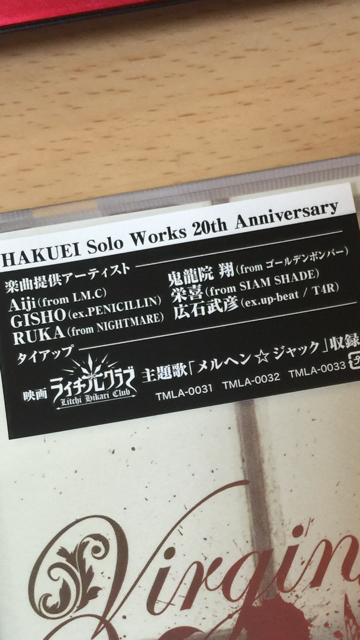 HAKUEI Solo Works 20th Anniversary
楽曲提供アーティスト
Aiji (from L.M.C)
GISHO (ex.PENICILLIN)
RUKA (from NIGHTMARE)
鬼龍院 翔 (from ゴールデンボンバー)
栄喜 (from SIAM SHADE)
広石武彦 (ex.up-beat / T4R)
タイアップ
映画 ライチ☆光クラブ 主題歌「メルヘン☆ジャック」収録
Litchi Hikari Club
TMLA-0031 TMLA-0032 TMLA-0033
Virgin